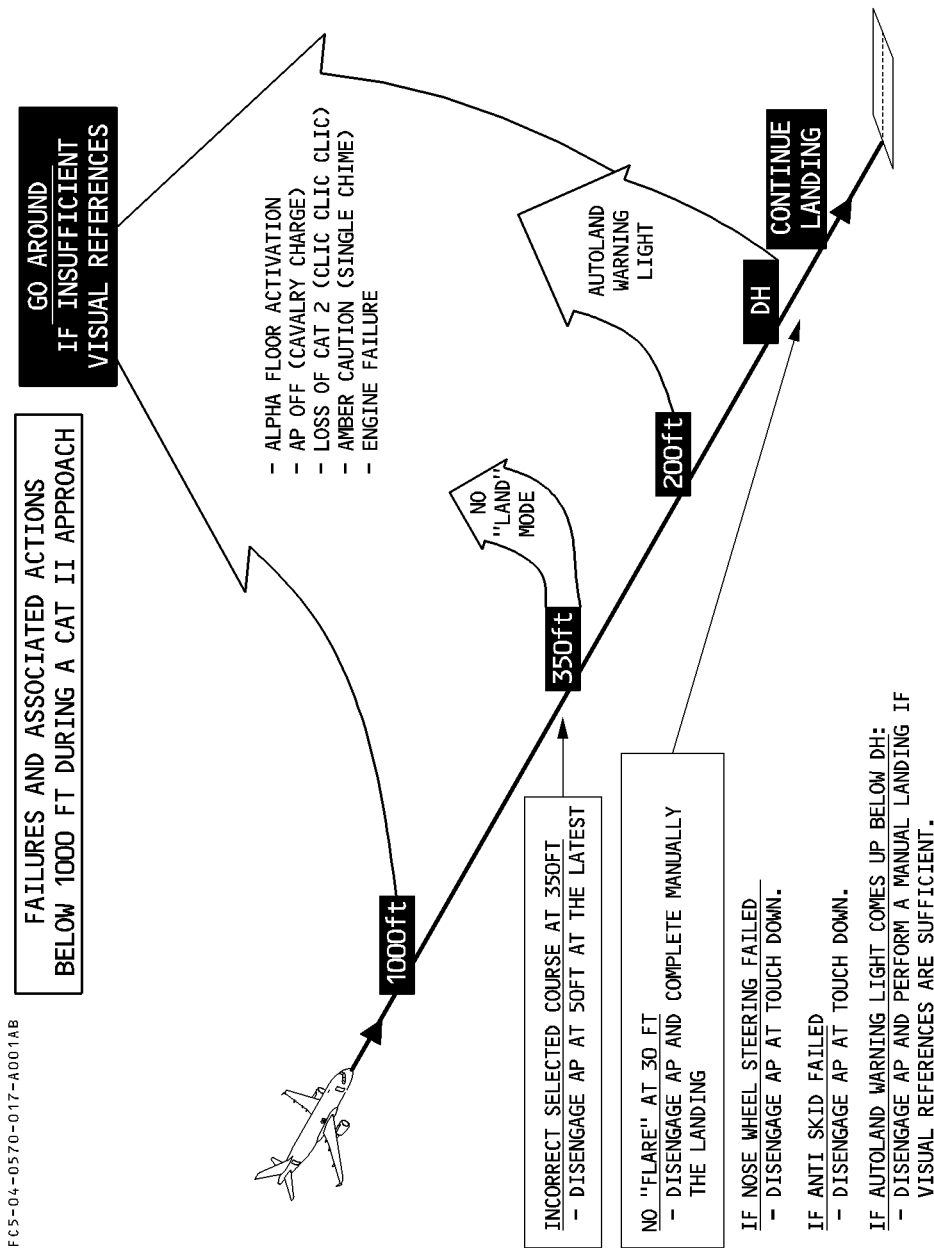 FC5-04-0570-017-A001AB
FAILURES AND ASSOCIATED ACTIONS
BELOW 1000 FT DURING A CAT II APPROACH
GO AROUND
IF INSUFFICIENT
VISUAL REFERENCES
- ALPHA FLOOR ACTIVATION
- AP OFF (CAVALRY CHARGE)
- LOSS OF CAT 2 (CLIC CLIC CLIC)
- AMBER CAUTION (SINGLE CHIME)
- ENGINE FAILURE
1000ft
350ft
NO
"LAND"
MODE
200ft
AUTOLAND
WARNING
LIGHT
DH
CONTINUE
LANDING
INCORRECT SELECTED COURSE AT 350FT
- DISENGAGE AP AT 50FT AT THE LATEST
NO "FLARE" AT 30 FT
- DISENGAGE AP AND COMPLETE MANUALLY
THE LANDING
IF NOSE WHEEL STEERING FAILED
- DISENGAGE AP AT TOUCH DOWN.
IF ANTI SKID FAILED
- DISENGAGE AP AT TOUCH DOWN.
IF AUTOLAND WARNING LIGHT COMES UP BELOW DH:
- DISENGAGE AP AND PERFORM A MANUAL LANDING IF
VISUAL REFERENCES ARE SUFFICIENT.